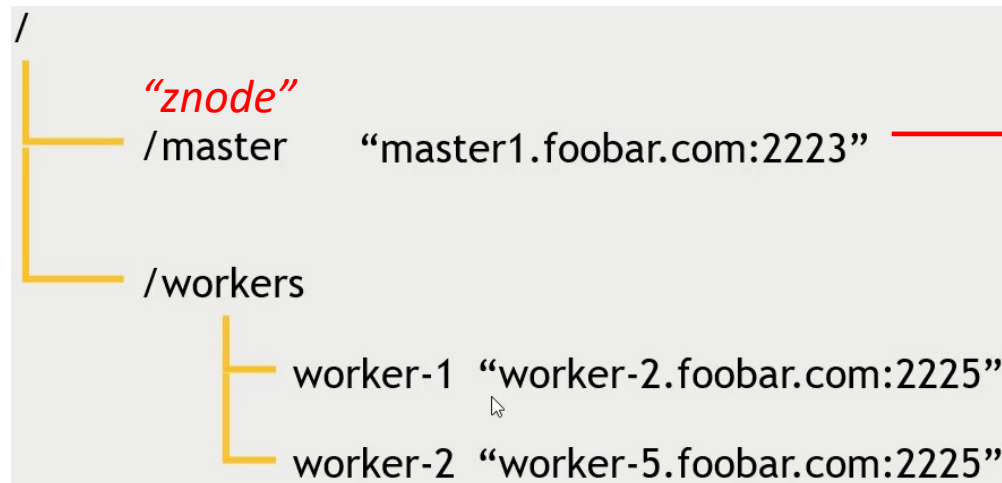 /
“znode”
/master “master1.foobar.com:2223”
/workers
worker-1 “worker-2.foobar.com:2225”
worker-2 “worker-5.foobar.com:2225”